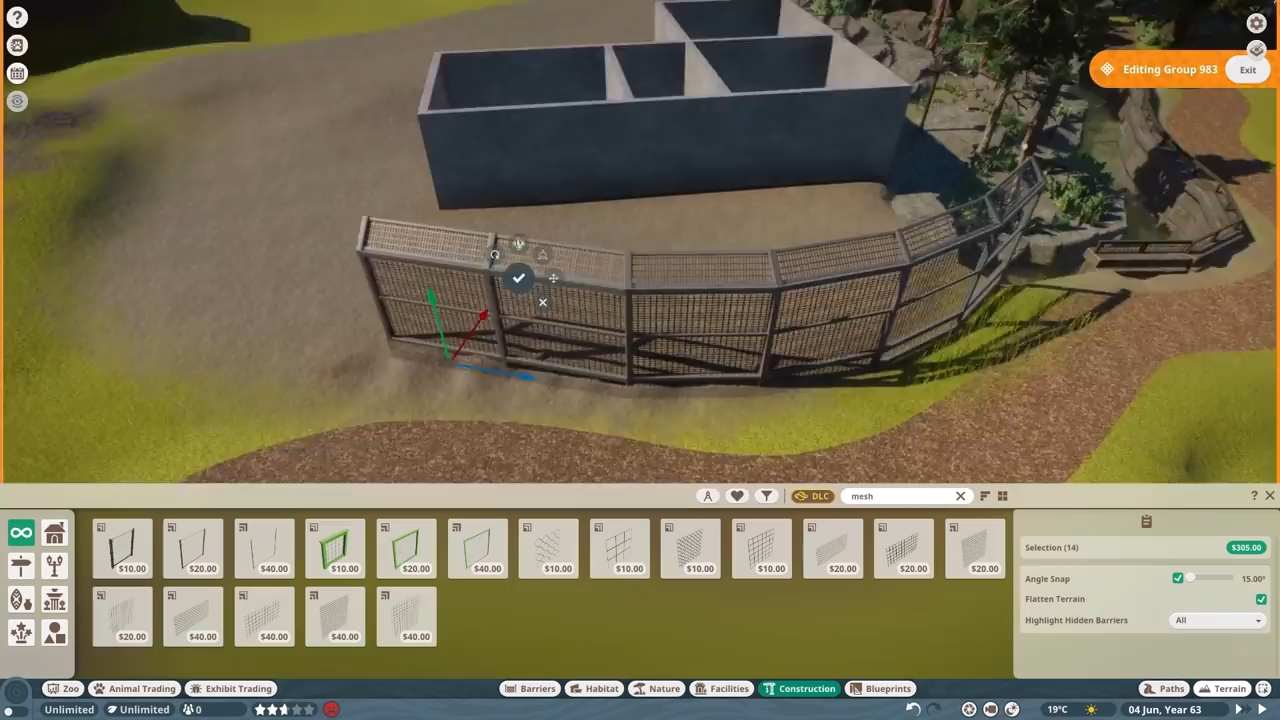 ?
Editing Group 983
Exit
mesh
DLC
?
$10.00
$20.00
$40.00
$10.00
$20.00
$40.00
$10.00
$10.00
$10.00
$10.00
$20.00
$20.00
$20.00
$20.00
$40.00
$40.00
$40.00
$40.00
Selection (14)
$305.00
Angle Snap
15.00°
Flatten Terrain
Highlight Hidden Barriers
All
Zoo
Animal Trading
Exhibit Trading
Barriers
Habitat
Nature
Facilities
Construction
Blueprints
Paths
Terrain
Unlimited
Unlimited
0
19°C
04 Jun, Year 63